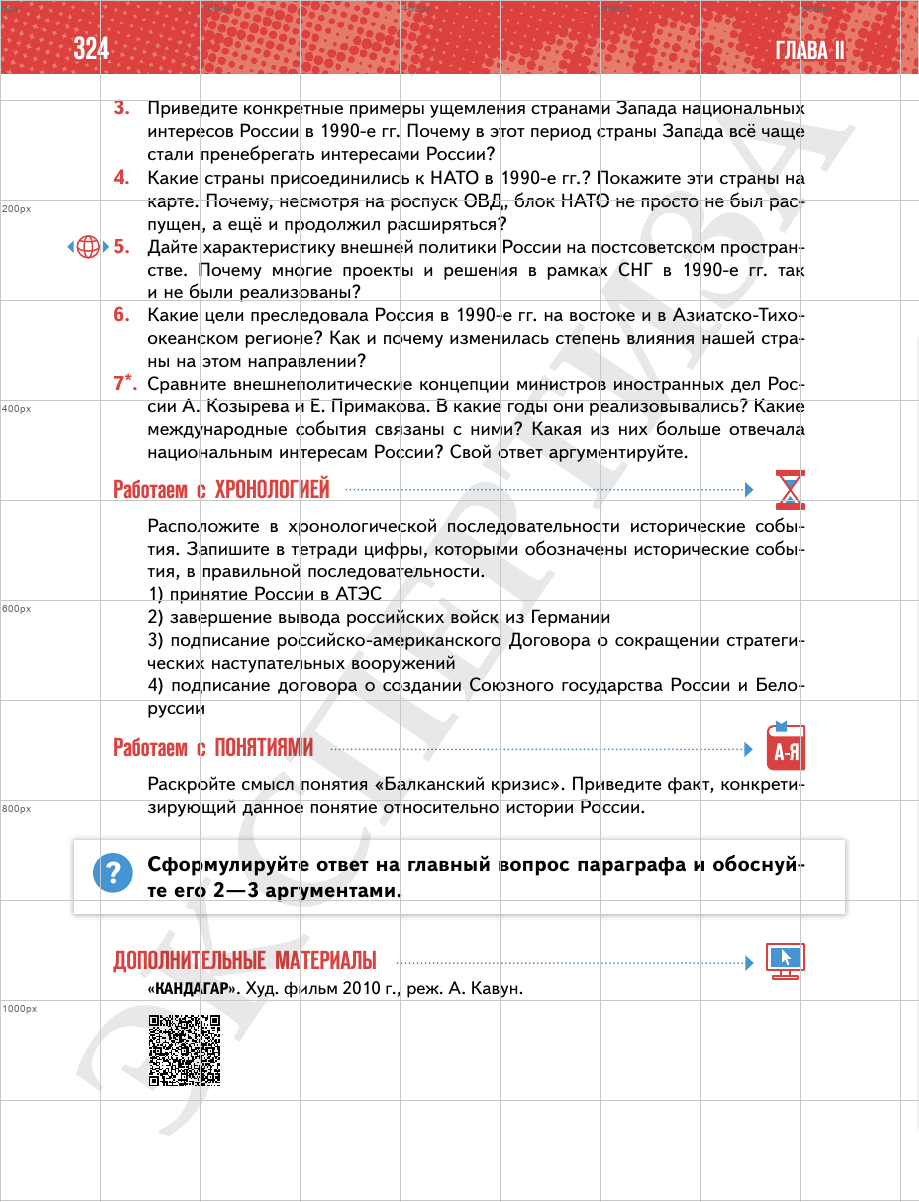 324
ГЛАВА II
3. Приведите конкретные примеры ущемления странами Запада национальных
интересов России в 1990-е гг. Почему в этот период страны Запада всё чаще
стали пренебрегать интересами России?
4. Какие страны присоединились к НАТО в 1990-е гг.? Покажите эти страны на
карте. Почему, несмотря на роспуск ОВД, блок НАТО не просто не был рас-
200px
пущен, а ещё и продолжил расширяться?
5. Дайте характеристику внешней политики России на постсоветском простран-
стве. Почему многие проекты и решения в рамках СНГ в 1990-е гг. так
и не были реализованы?
6. Какие цели преследовала Россия в 1990-е гг. на востоке и в Азиатско-Тихо-
океанском регионе? Как и почему изменилась степень влияния нашей стра-
ны на этом направлении?
7*. Сравните внешнеполитические концепции министров иностранных дел Рос-
сии А. Козырева и Е. Примакова. В какие годы они реализовывались? Какие
400px
международные события связаны с ними? Какая из них больше отвечала
национальным интересам России? Свой ответ аргументируйте.
Работаем с ХРОНОЛОГИЕЙ
Расположите в хронологической последовательности исторические собы-
тия. Запишите в тетради цифры, которыми обозначены исторические собы-
тия, в правильной последовательности.
1) принятие России в АТЭС
600px
2) завершение вывода российских войск из Германии
3) подписание российско-американского Договора о сокращении стратеги-
ческих наступательных вооружений
4) подписание договора о создании Союзного государства России и Бело-
руссии
Работаем с ПОНЯТИЯМИ
А-Я
Раскройте смысл понятия «Балканский кризис». Приведите факт, конкрети-
зирующий данное понятие относительно истории России.
800px
?
Сформулируйте ответ на главный вопрос параграфа и обоснуй-
те его 2—3 аргументами.
ДОПОЛНИТЕЛЬНЫЕ МАТЕРИАЛЫ
«КАНДАГАР». Худ. фильм 2010 г., реж. А. Кавун.
1000px
ЭКСПЕРТИЗА